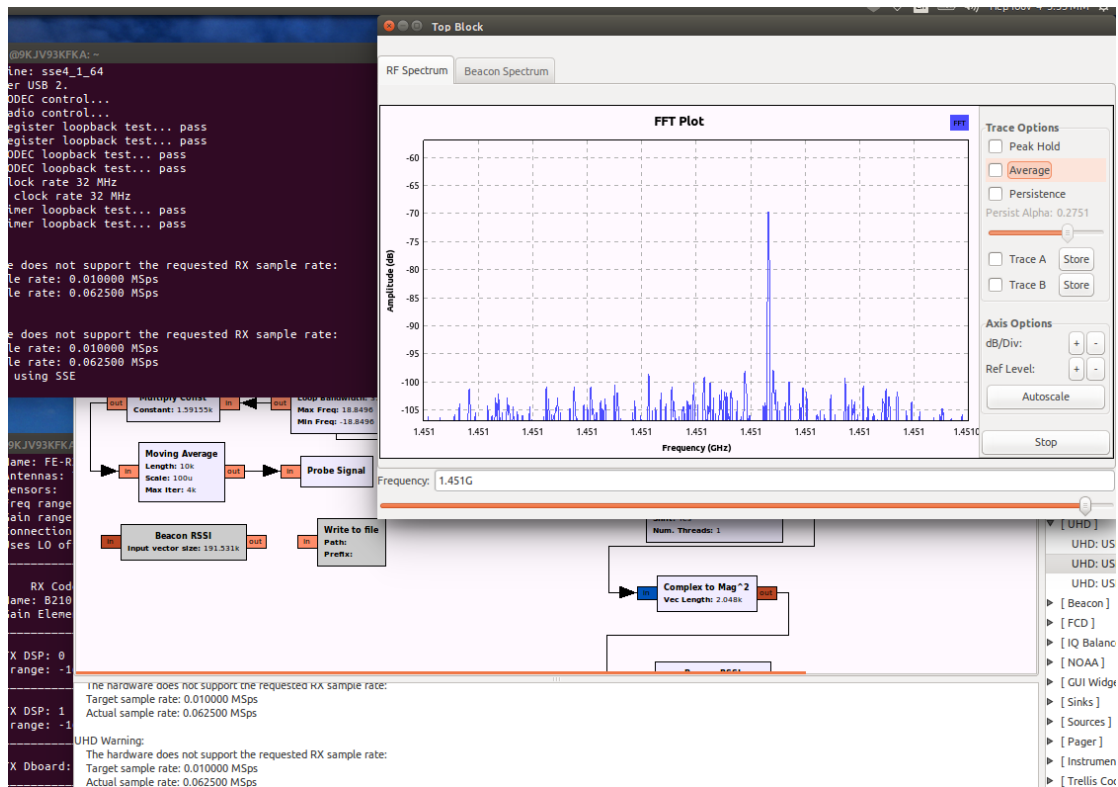 Top Block
@9KJV93KFKA: ~
ine: sse4_1_64
er USB 2.
ODEC control...
adio control...
egister loopback test... pass
egister loopback test... pass
ODEC loopback test... pass
ODEC loopback test... pass
lock rate 32 MHz
clock rate 32 MHz
imer loopback test... pass
imer loopback test... pass
e does not support the requested RX sample rate:
le rate: 0.010000 MSps
le rate: 0.062500 MSps
e does not support the requested RX sample rate:
le rate: 0.010000 MSps
le rate: 0.062500 MSps
using SSE
RF Spectrum
Beacon Spectrum
FFT Plot
FFT
Amplitude (dB)
-60
-65
-70
-75
-80
-85
-90
-95
-100
-105
1.451 1.451 1.451 1.451 1.451 1.451 1.451 1.451 1.451 1.451 1.4510
Frequency (GHz)
Trace Options
Peak Hold
Average
Persistence
Persist Alpha: 0.2751
Trace A Store
Trace B Store
Axis Options
dB/Div: + -
Ref Level: + -
Autoscale
Stop
Frequency: 1.451G
out Multiply Const in
Constant: 1.59155k
out Loop Bandwidth:
Max Freq: 18.8496
Min Freq: -18.8496
Moving Average
in Length: 10k out
Scale: 100u
Max Iter: 4k
in Probe Signal
Beacon RSSI
in Input vector size: 191.531k out
Write to file
in Path:
Prefix:
Num. Threads: 1
Complex to Mag^2
in Vec Length: 2.048k out
Beacon RSSI
9KJV93KFKA
ame: FE-R
ntennas:
ensors:
req range
ain range
onnection
ses LO of
RX Cod
ame: B210
ain Eleme
X DSP: 0
range: -1
X DSP: 1
range: -1
X Dboard:
The hardware does not support the requested RX sample rate:
Target sample rate: 0.010000 MSps
Actual sample rate: 0.062500 MSps
UHD Warning:
The hardware does not support the requested RX sample rate:
Target sample rate: 0.010000 MSps
Actual sample rate: 0.062500 MSps
[ UHD ]
UHD: US
UHD: US
UHD: US
[ Beacon ]
[ FCD ]
[ IQ Balanc
[ NOAA ]
[ GUI Widge
[ Sinks ]
[ Sources ]
[ Pager ]
[ Instrumen
[ Trellis Coc